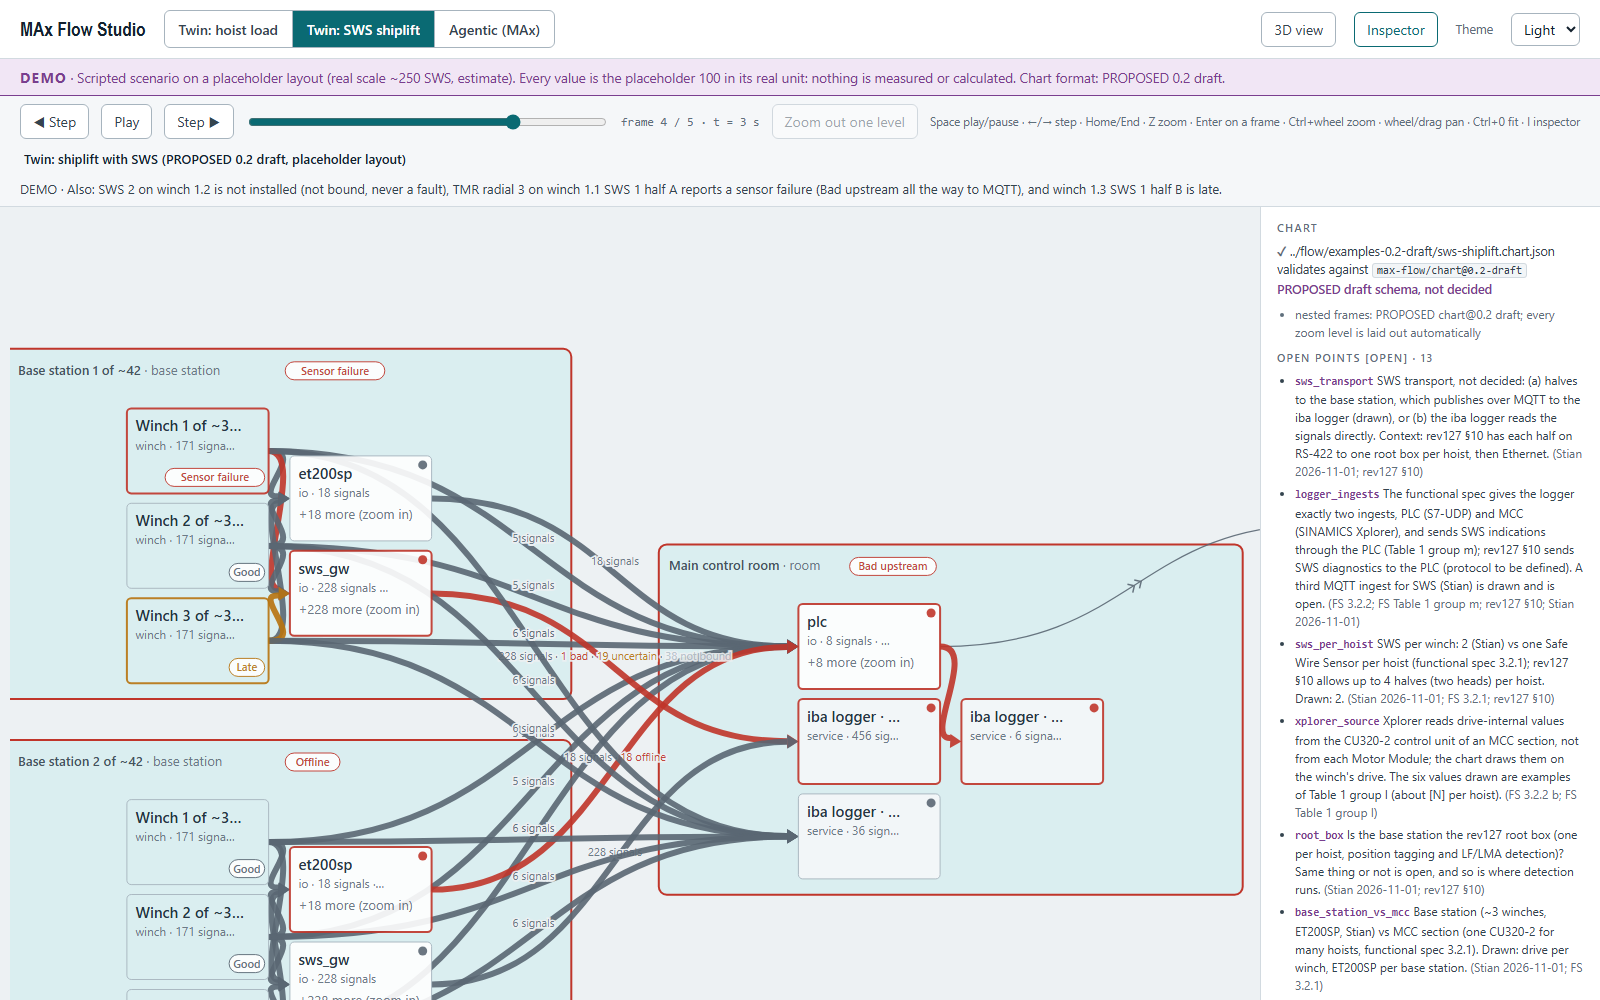 MAx Flow Studio
Twin: hoist load
Twin: SWS shiplift
Agentic (MAx)
3D view
Inspector
Theme
Light
DEMO · Scripted scenario on a placeholder layout (real scale ~250 SWS, estimate). Every value is the placeholder 100 in its real unit: nothing is measured or calculated. Chart format: PROPOSED 0.2 draft.
◀ Step
Play
Step ▶
frame 4 / 5 · t = 3 s
Zoom out one level
Space play/pause · ←/→ step · Home/End · Z zoom · Enter on a frame · Ctrl+wheel zoom · wheel/drag pan · Ctrl+0 fit · I inspector
Twin: shiplift with SWS (PROPOSED 0.2 draft, placeholder layout)
DEMO · Also: SWS 2 on winch 1.2 is not installed (not bound, never a fault), TMR radial 3 on winch 1.1 SWS 1 half A reports a sensor failure (Bad upstream all the way to MQTT), and winch 1.3 SWS 1 half B is late.
Base station 1 of ~42 · base station
Sensor failure
Winch 1 of ~3...
winch · 171 signa...
Sensor failure
Winch 2 of ~3...
winch · 171 signa...
Good
Winch 3 of ~3...
winch · 171 signa...
Late
et200sp
io · 18 signals
+18 more (zoom in)
sws_gw
io · 228 signals ...
+228 more (zoom in)
5 signals
18 signals
5 signals
6 signals
228 signals · 1 bad · 19 uncertain · 38 not bound
6 signals
6 signals
18 signals · 18 offline
5 signals
6 signals
228 signals
6 signals
6 signals
Main control room · room
Bad upstream
plc
io · 8 signals · ...
+8 more (zoom in)
iba logger · ...
service · 456 sig...
iba logger · ...
service · 6 signa...
iba logger · ...
service · 36 sign...
Base station 2 of ~42 · base station
Offline
Winch 1 of ~3...
winch · 171 signa...
Good
Winch 2 of ~3...
winch · 171 signa...
Good
et200sp
io · 18 signals ·...
+18 more (zoom in)
sws_gw
io · 228 signals
+228 more (zoom in)
CHART
✓ ../flow/examples-0.2-draft/sws-shiplift.chart.json
validates against max-flow/chart@0.2-draft
PROPOSED draft schema, not decided
• nested frames: PROPOSED chart@0.2 draft; every
zoom level is laid out automatically
OPEN POINTS [OPEN] · 13
• sws_transport SWS transport, not decided: (a) halves
to the base station, which publishes over MQTT to the
iba logger (drawn), or (b) the iba logger reads the
signals directly. Context: rev127 §10 has each half on
RS-422 to one root box per hoist, then Ethernet. (Stian
2026-11-01; rev127 §10)
• logger_ingests The functional spec gives the logger
exactly two ingests, PLC (S7-UDP) and MCC
(SINAMICS Xplorer), and sends SWS indications
through the PLC (Table 1 group m); rev127 §10 sends
SWS diagnostics to the PLC (protocol to be defined). A
third MQTT ingest for SWS (Stian) is drawn and is
open. (FS 3.2.2; FS Table 1 group m; rev127 §10; Stian
2026-11-01)
• sws_per_hoist SWS per winch: 2 (Stian) vs one Safe
Wire Sensor per hoist (functional spec 3.2.1); rev127
§10 allows up to 4 halves (two heads) per hoist.
Drawn: 2. (Stian 2026-11-01; FS 3.2.1; rev127 §10)
• xplorer_source Xplorer reads drive-internal values
from the CU320-2 control unit of an MCC section, not
from each Motor Module; the chart draws them on
the winch's drive. The six values drawn are examples
of Table 1 group l (about [N] per hoist). (FS 3.2.2 b; FS
Table 1 group l)
• root_box Is the base station the rev127 root box (one
per hoist, position tagging and LF/LMA detection)?
Same thing or not is open, and so is where detection
runs. (Stian 2026-11-01; rev127 §10)
• base_station_vs_mcc Base station (~3 winches,
ET200SP, Stian) vs MCC section (one CU320-2 for
many hoists, functional spec 3.2.1). Drawn: drive per
winch, ET200SP per base station. (Stian 2026-11-01; FS
3.2.1)